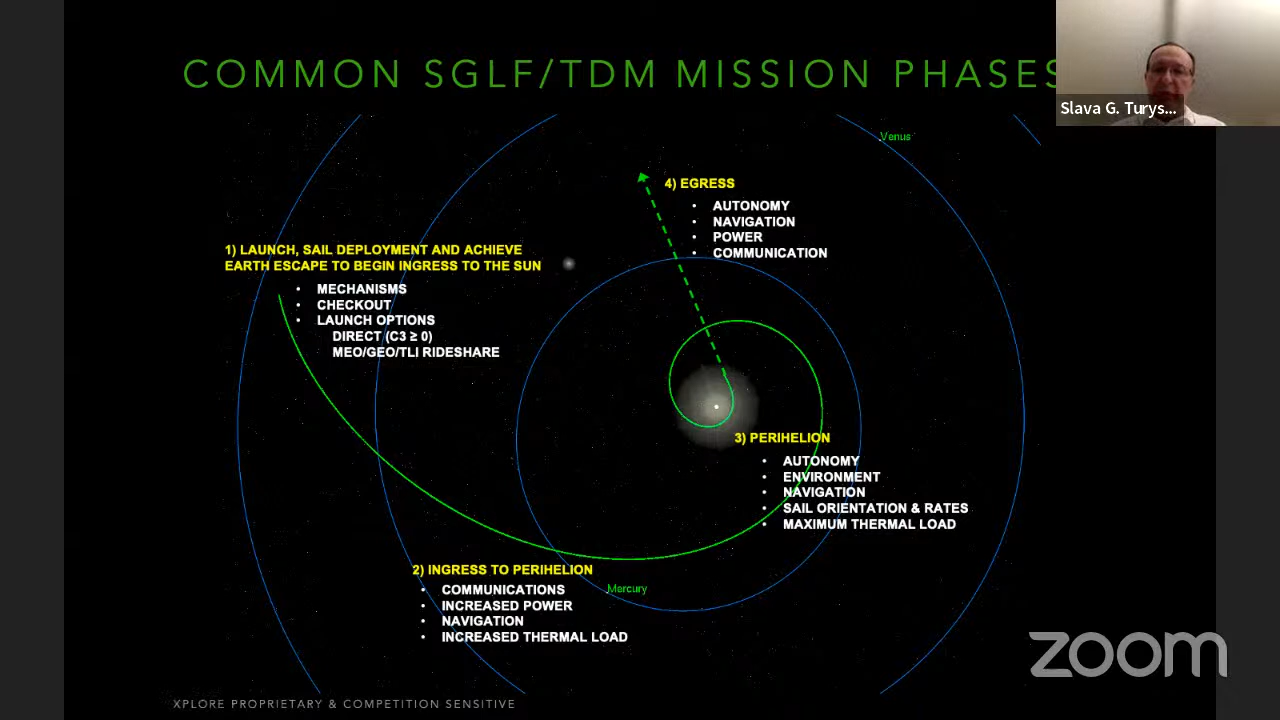 COMMON SGLF/TDM MISSION PHASES
Slava G. Turys...
Venus
4) EGRESS
• AUTONOMY
• NAVIGATION
• POWER
• COMMUNICATION
1) LAUNCH, SAIL DEPLOYMENT AND ACHIEVE
EARTH ESCAPE TO BEGIN INGRESS TO THE SUN
• MECHANISMS
• CHECKOUT
• LAUNCH OPTIONS
DIRECT (C3 ≥ 0)
MEO/GEO/TLI RIDESHARE
3) PERIHELION
• AUTONOMY
• ENVIRONMENT
• NAVIGATION
• SAIL ORIENTATION & RATES
• MAXIMUM THERMAL LOAD
2) INGRESS TO PERIHELION
• COMMUNICATIONS
• INCREASED POWER
• NAVIGATION
• INCREASED THERMAL LOAD
Mercury
zoom
XPLORE PROPRIETARY & COMPETITION SENSITIVE